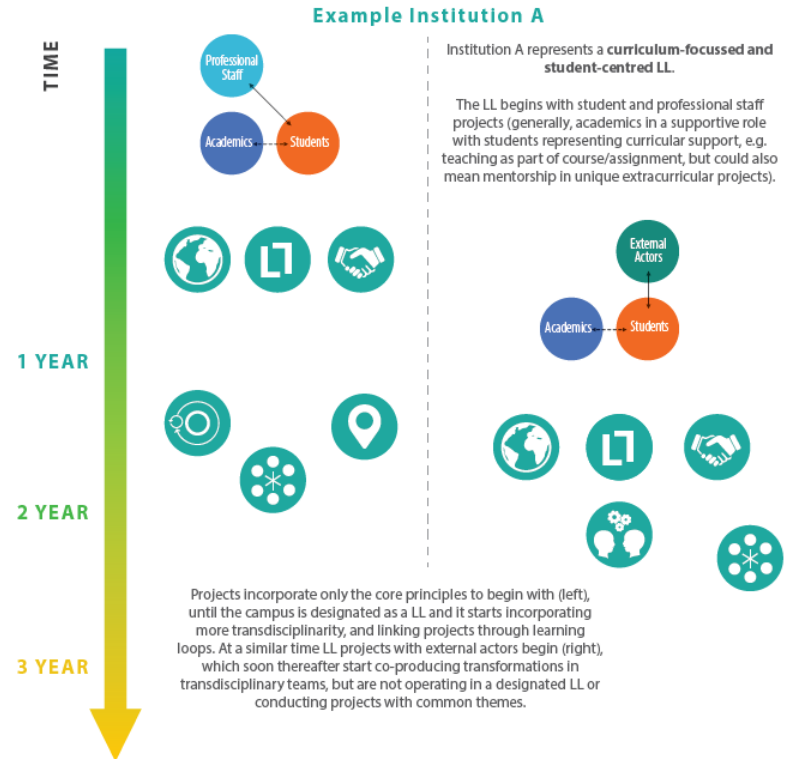 Example Institution A
TIME
Professional
Staff
Academics
Students
Institution A represents a curriculum-focussed and
student-centred LL.
The LL begins with student and professional staff
projects (generally, academics in a supportive role
with students representing curricular support, e.g.
teaching as part of course/assignment, but could also
mean mentorship in unique extracurricular projects).
External
Actors
Academics
Students
1 YEAR
2 YEAR
3 YEAR
Projects incorporate only the core principles to begin with (left),
until the campus is designated as a LL and it starts incorporating
more transdisciplinarity, and linking projects through learning
loops. At a similar time LL projects with external actors begin (right),
which soon thereafter start co-producing transformations in
transdisciplinary teams, but are not operating in a designated LL or
conducting projects with common themes.